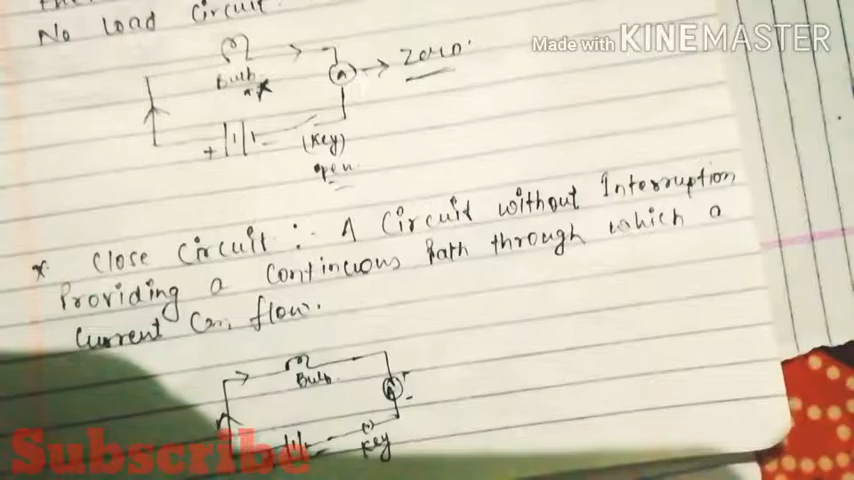 No Load Circuit.
Made with KINEMASTER
Bulb
A
Zero.
+
(Key)
open
* Close Circuit :- A Circuit without Interruption
Providing a Continuous Path through which a
Current Can flow.
Bulb
A
+
-
(·)
Key
Subscribe